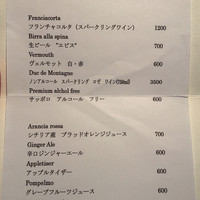 Franciacorta
フランチャコルタ (スパークリングワイン) 1200
Birra alla spina
生ビール "エビス" 700
Vermouth
ヴェルモット 白・赤 600
Duc de Montagne
ノンアルコール スパークリング ロゼ ワイン(750ml) 3500
Premium alchol free
サッポロ アルコール フリー 600
Arancia rossa
シチリア産 ブラッドオレンジジュース 700
Ginger Ale
辛口ジンジャーエール 600
Appletiser
アップルタイザー 600
Pompelmo
グレープフルーツジュース 600